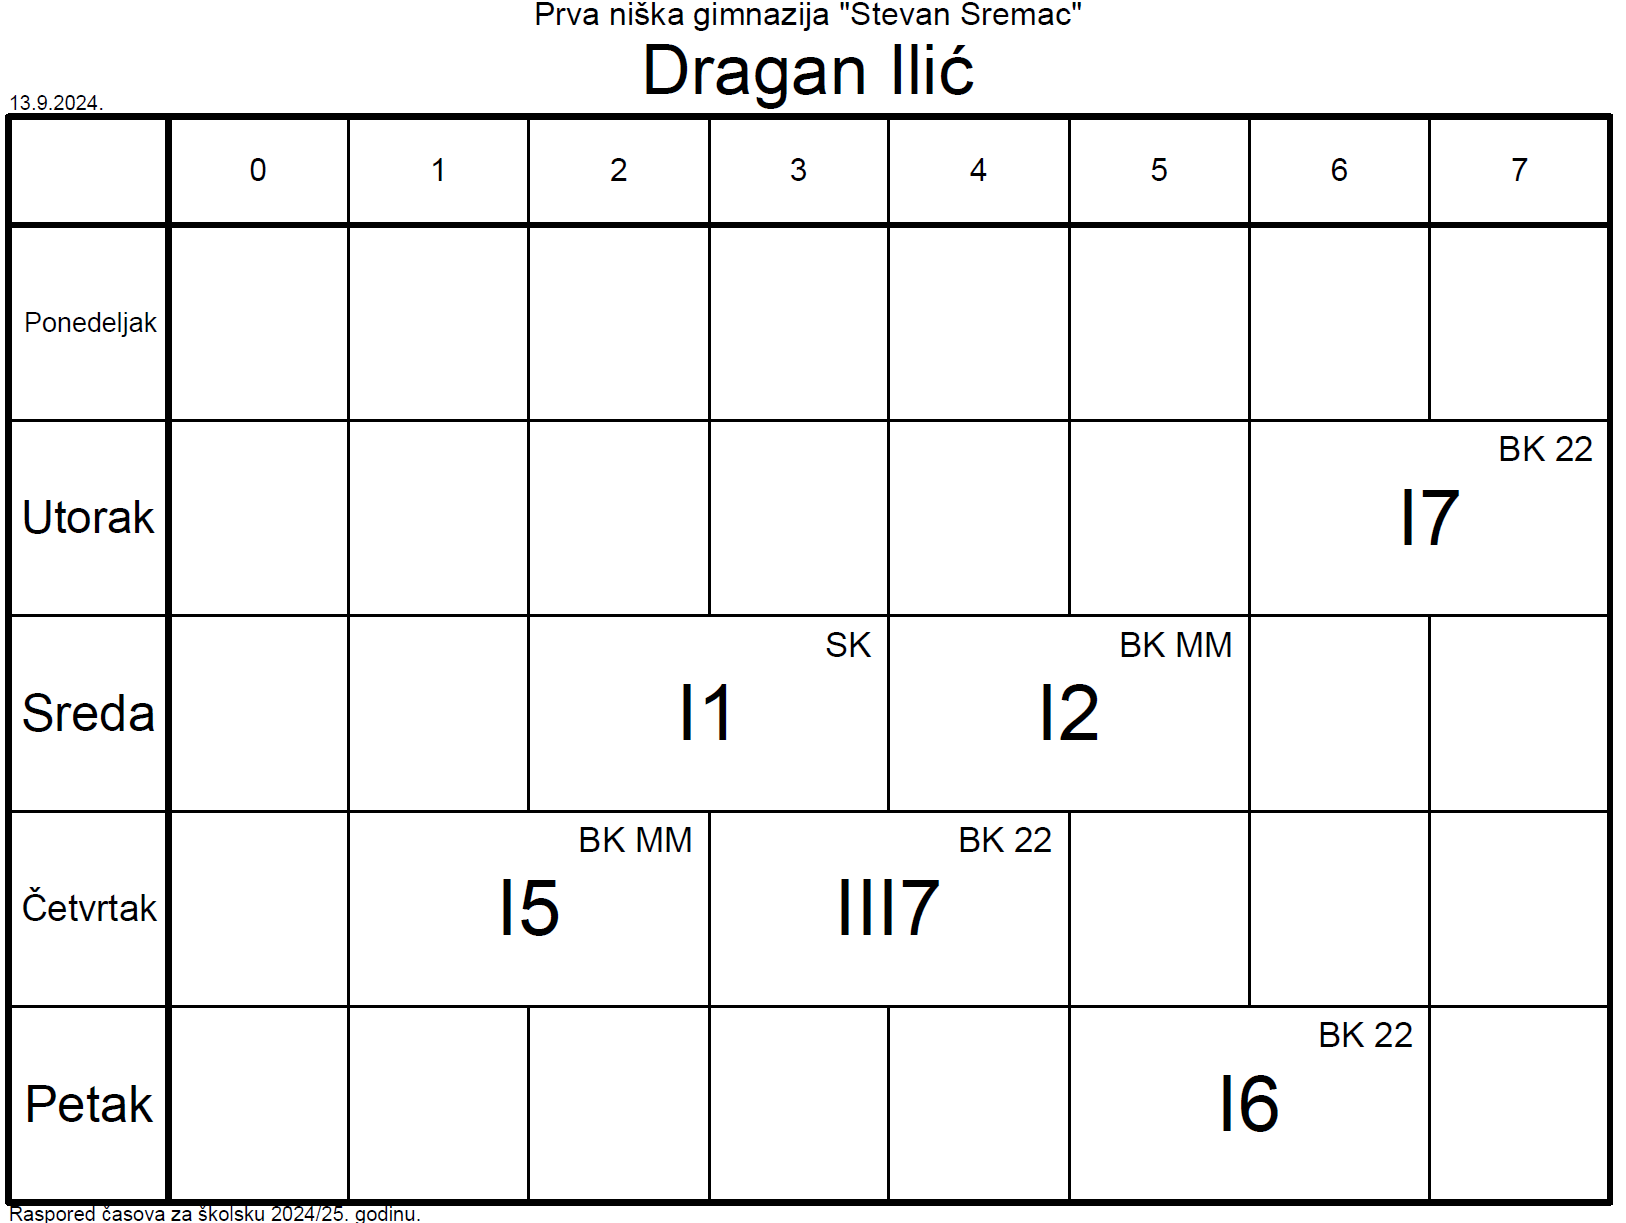 Prva niška gimnazija "Stevan Sremac"
Dragan Ilić
13.9.2024.
0 1 2 3 4 5 6 7
Ponedeljak
Utorak
BK 22
I7
Sreda
SK
I1
BK MM
I2
Četvrtak
BK MM
I5
BK 22
III7
Petak
BK 22
I6
Raspored časova za školsku 2024/25. godinu.